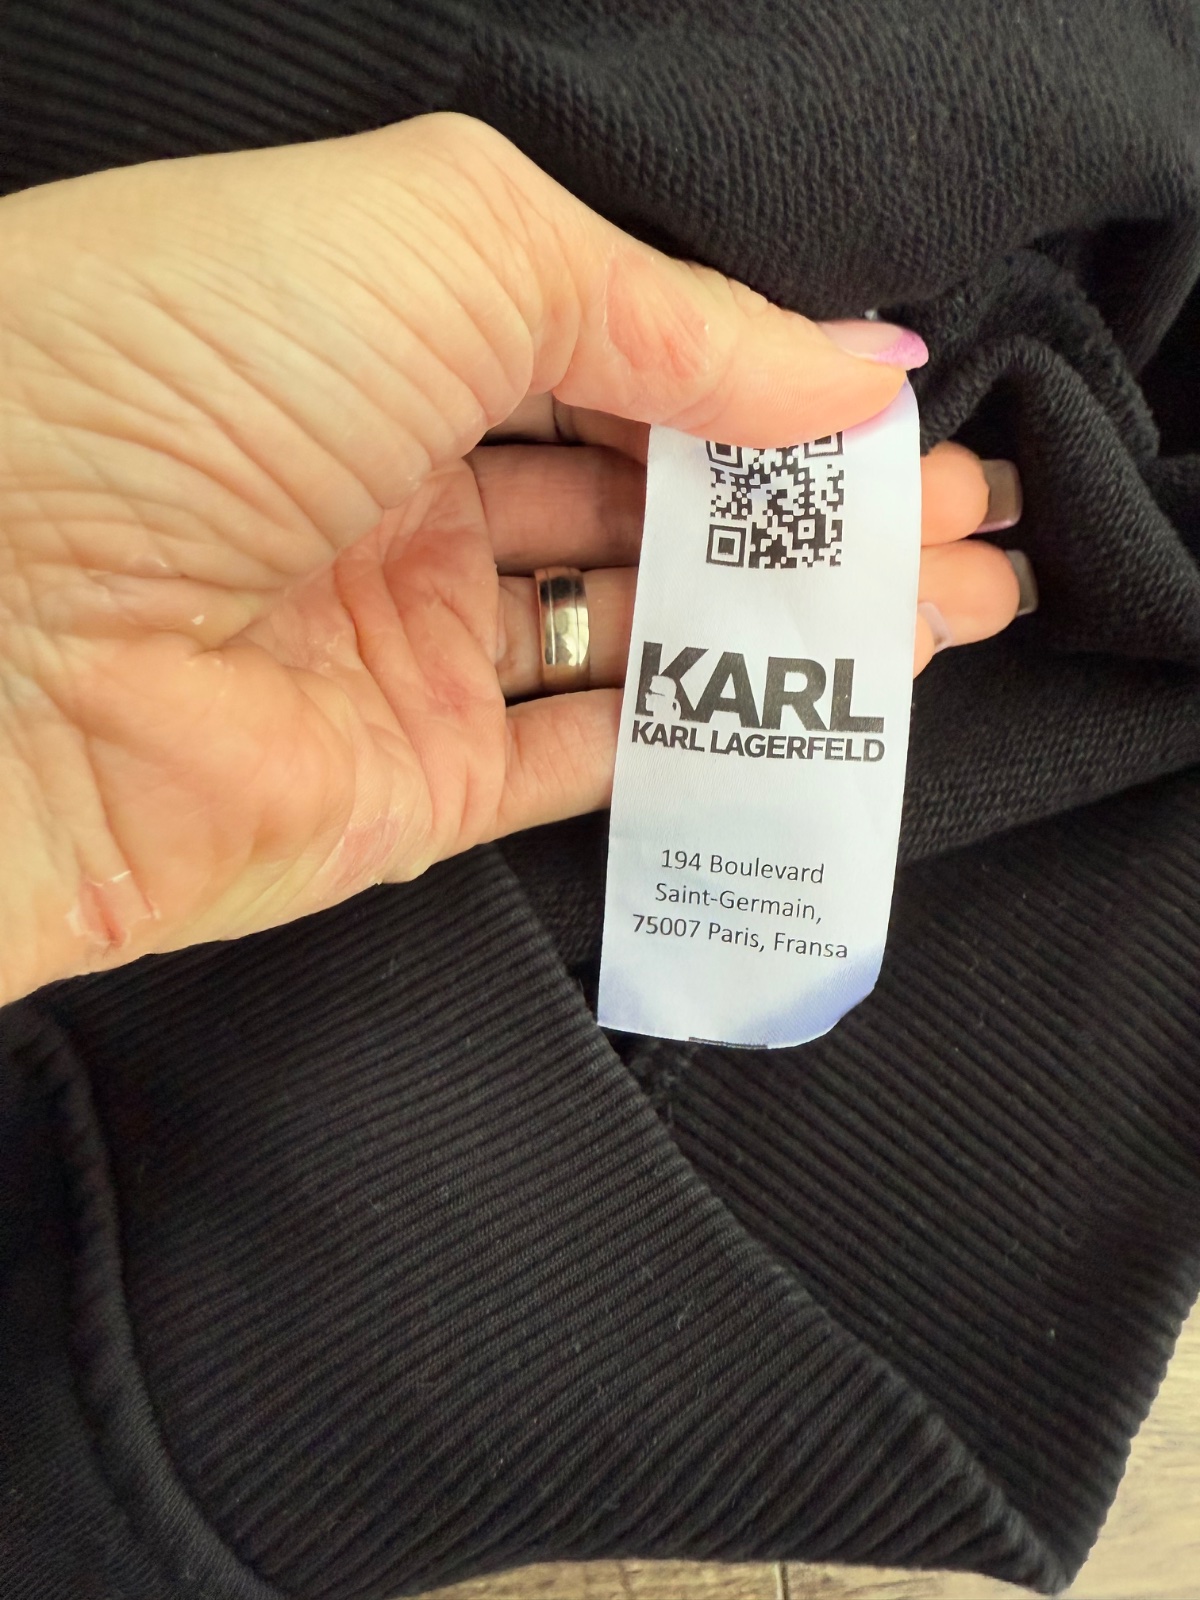 KARL
KARL LAGERFELD
194 Boulevard
Saint-Germain,
75007 Paris, Fransa